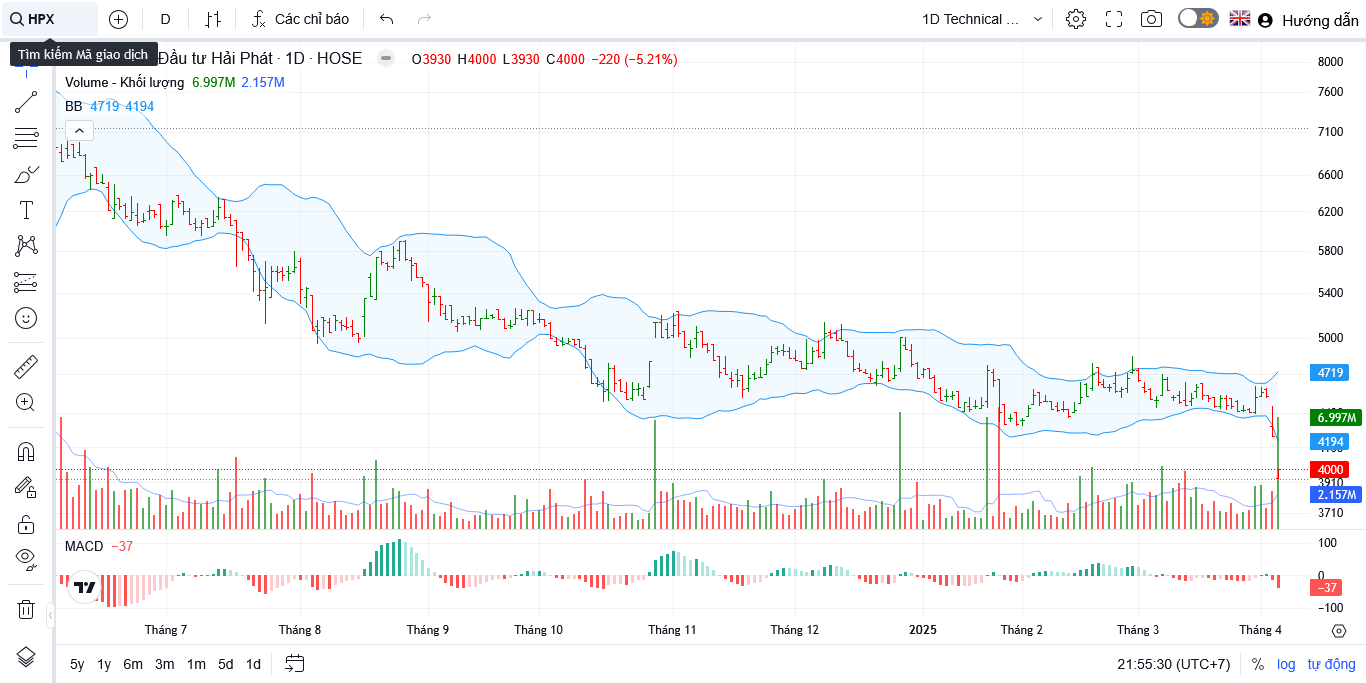 HPX
D
Các chỉ báo
1D Technical ...
Hướng dẫn
Tìm kiếm Mã giao dịch
Đầu tư Hải Phát · 1D · HOSE
O3930 H4000 L3930 C4000 −220 (−5.21%)
Volume - Khối lượng 6.997M 2.157M
BB 4719 4194
8000
7600
7100
6600
6200
5800
5400
5000
4719
6.997M
4194
4000
3910
2.157M
3710
MACD −37
100
0
−37
−100
Tháng 7
Tháng 8
Tháng 9
Tháng 10
Tháng 11
Tháng 12
2025
Tháng 2
Tháng 3
Tháng 4
5y 1y 6m 3m 1m 5d 1d
21:55:30 (UTC+7)
% log tự động